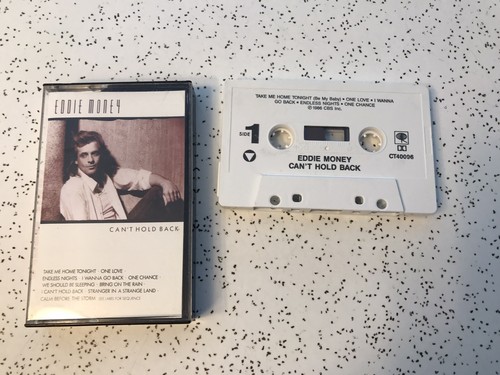 EDDIE MONEY
CAN'T HOLD BACK
TAKE ME HOME TONIGHT · ONE LOVE
ENDLESS NIGHTS · I WANNA GO BACK · ONE CHANCE
WE SHOULD BE SLEEPING · BRING ON THE RAIN
I CAN'T HOLD BACK · STRANGER IN A STRANGE LAND
CALM BEFORE THE STORM
TAKE ME HOME TONIGHT (Be My Baby) · ONE LOVE · I WANNA
GO BACK · ENDLESS NIGHTS · ONE CHANCE
℗ 1986 CBS Inc.
SIDE 1
CT40096
EDDIE MONEY
CAN'T HOLD BACK